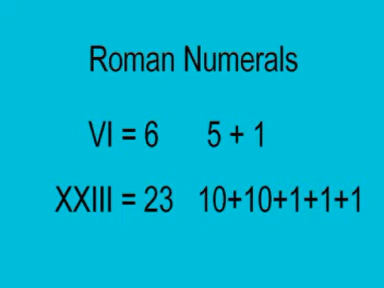 Roman Numerals
VI = 6 5 + 1
XXIII = 23 10+10+1+1+1